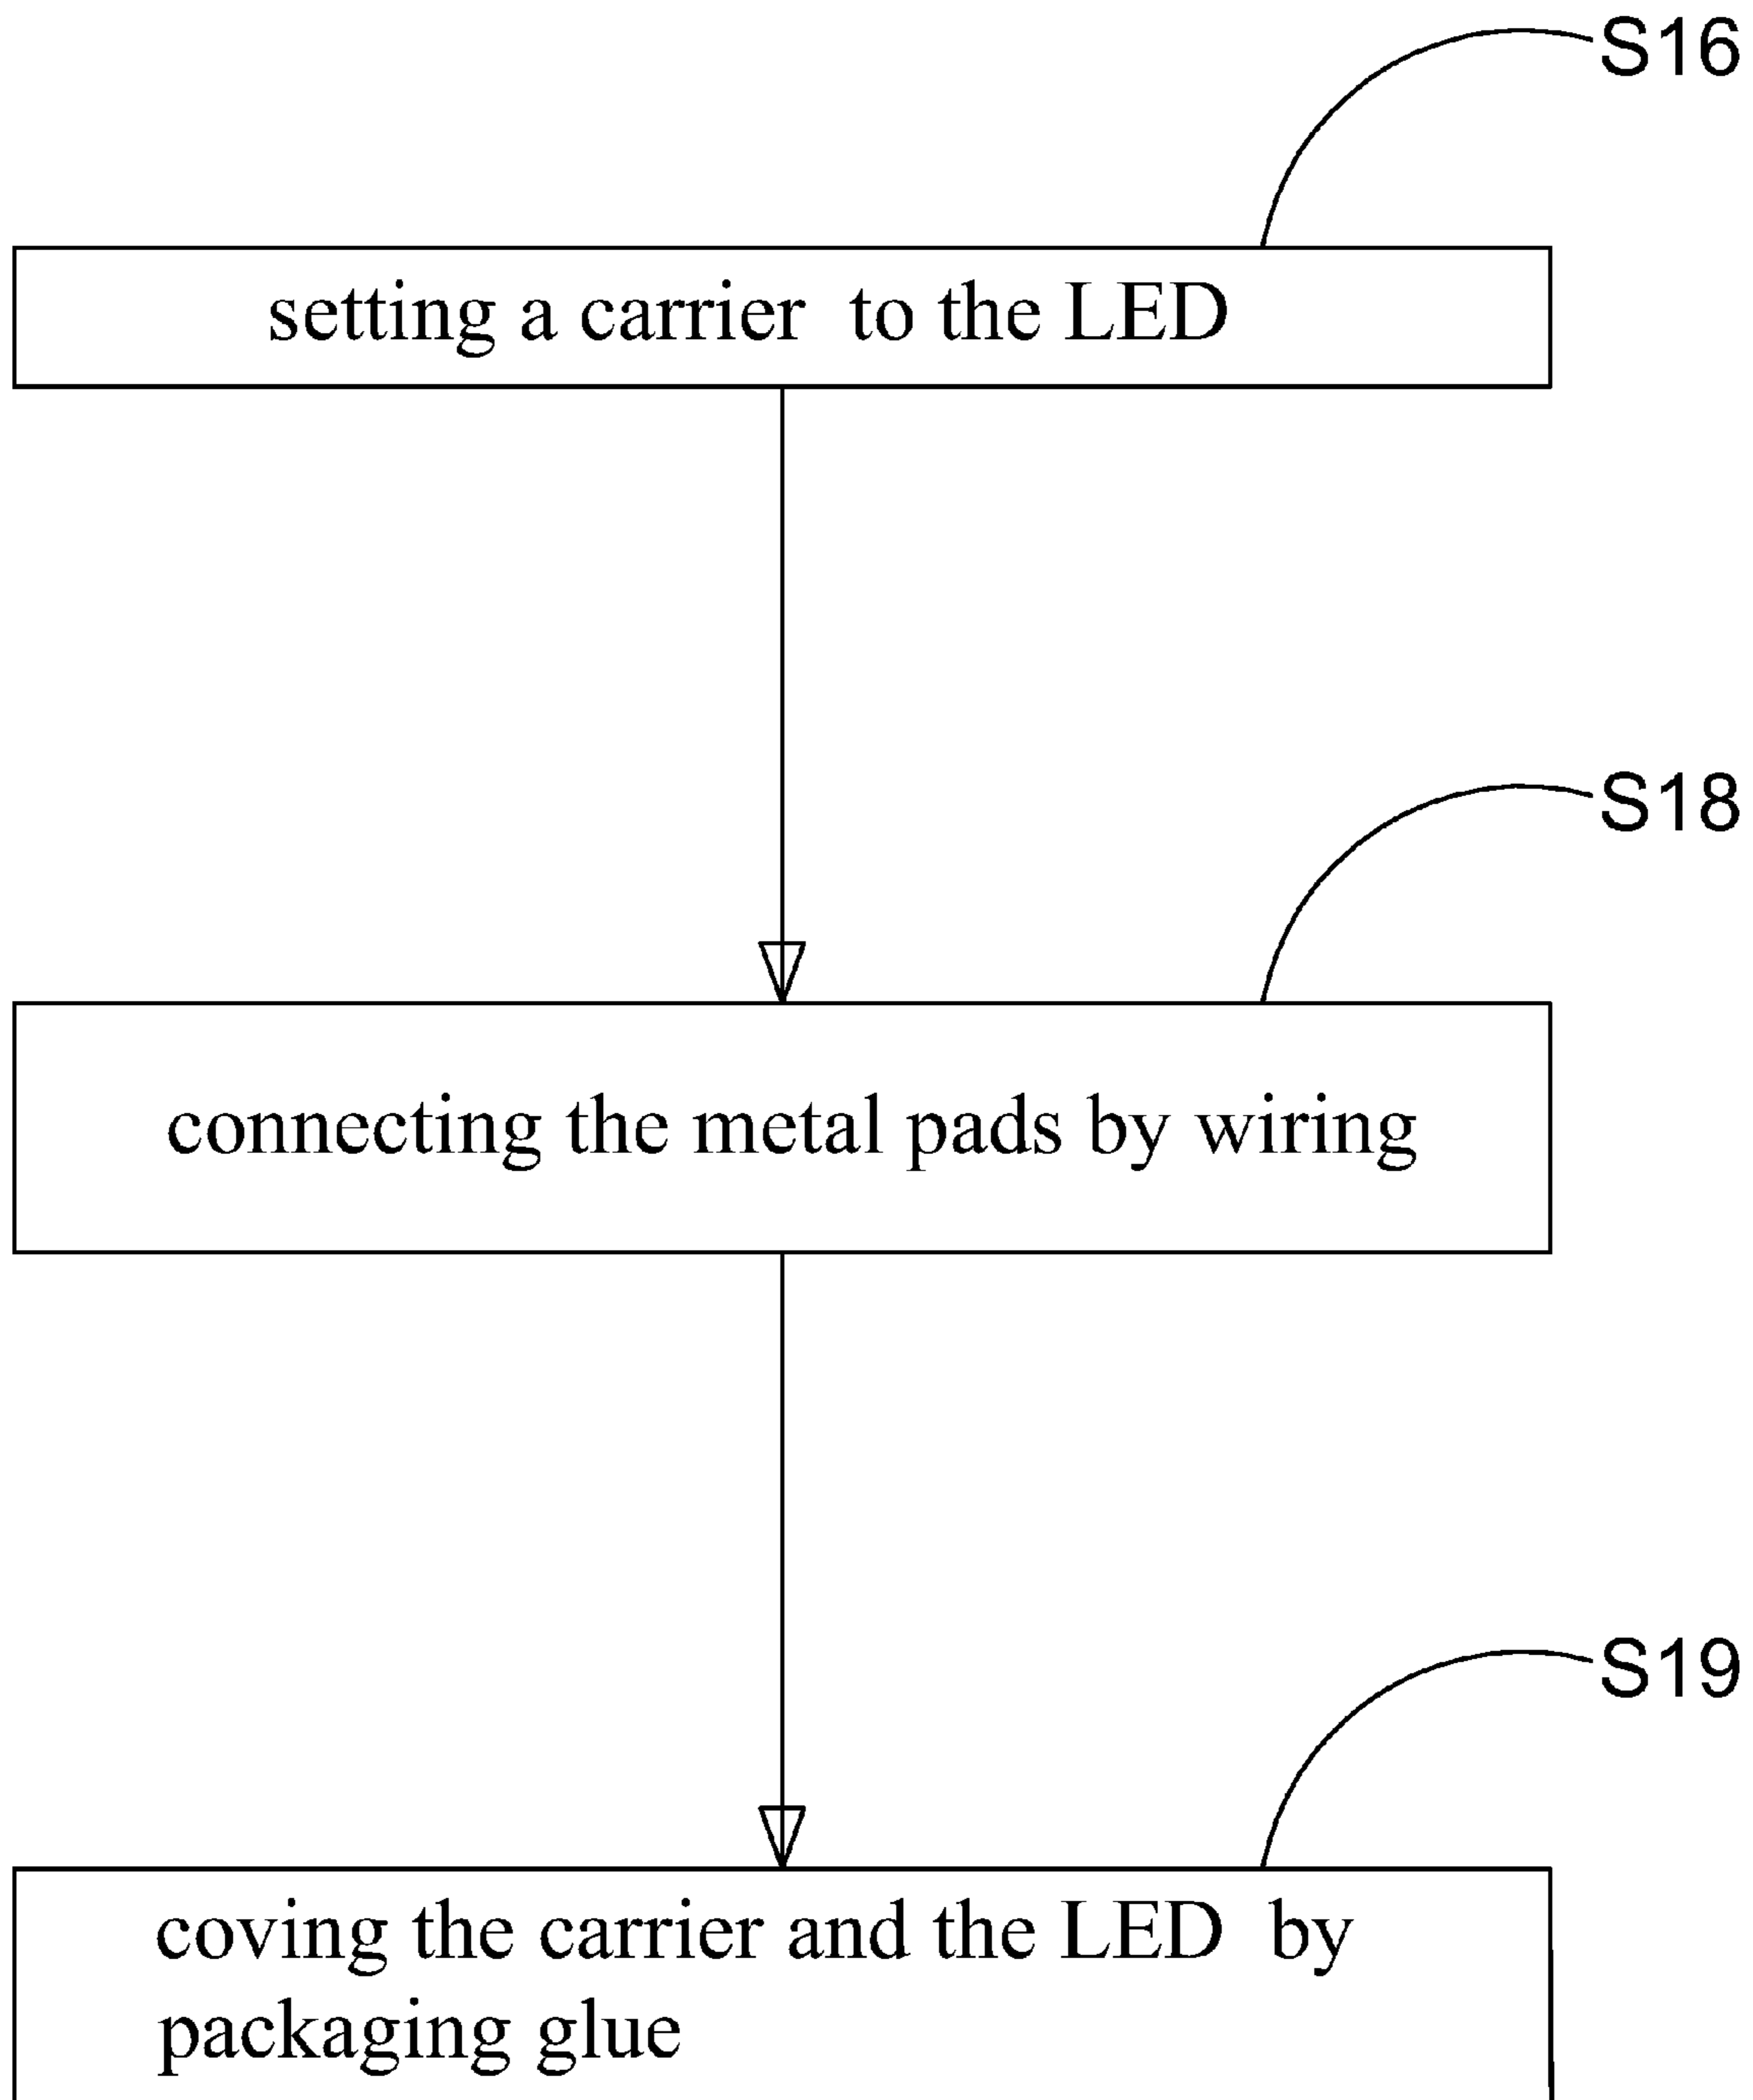 S16
setting a carrier to the LED
S18
connecting the metal pads by wiring
S19
coving the carrier and the LED by
packaging glue